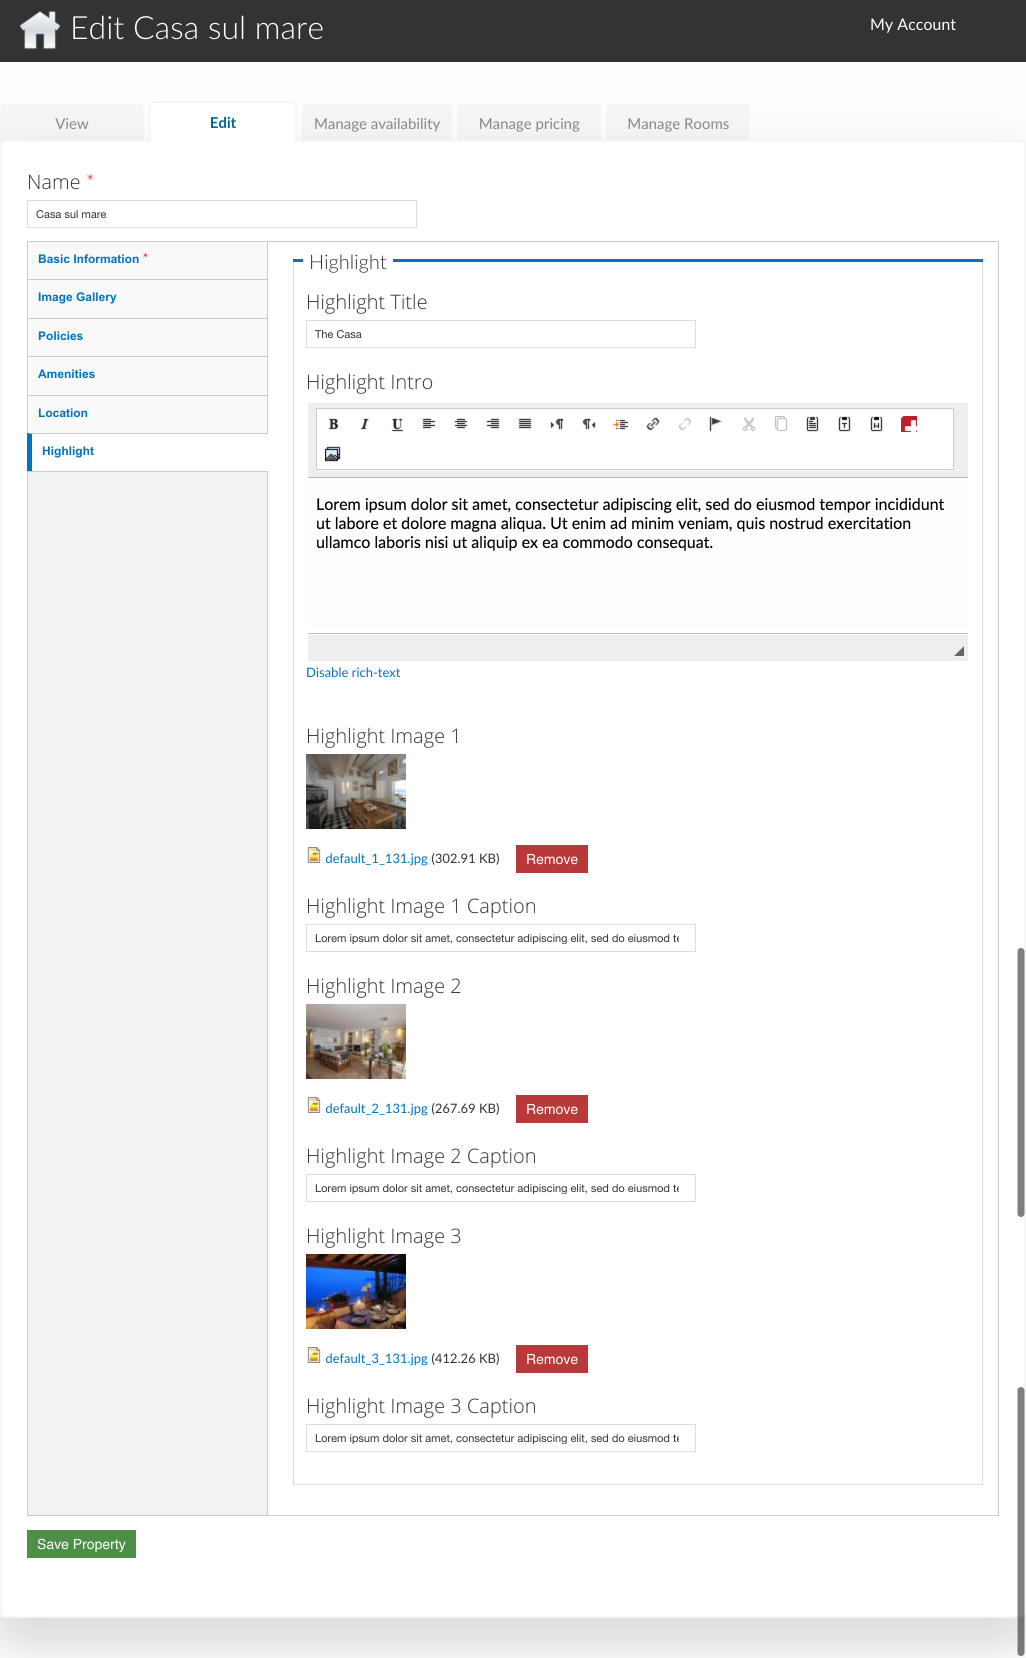 Edit Casa sul mare
My Account
View
Edit
Manage availability
Manage pricing
Manage Rooms
Name *
Casa sul mare
Basic Information *
Image Gallery
Policies
Amenities
Location
Highlight
Highlight
Highlight Title
The Casa
Highlight Intro
B I U
Lorem ipsum dolor sit amet, consectetur adipiscing elit, sed do eiusmod tempor incididunt
ut labore et dolore magna aliqua. Ut enim ad minim veniam, quis nostrud exercitation
ullamco laboris nisi ut aliquip ex ea commodo consequat.
Disable rich-text
Highlight Image 1
default_1_131.jpg (302.91 KB) Remove
Highlight Image 1 Caption
Lorem ipsum dolor sit amet, consectetur adipiscing elit, sed do eiusmod
Highlight Image 2
default_2_131.jpg (267.69 KB) Remove
Highlight Image 2 Caption
Lorem ipsum dolor sit amet, consectetur adipiscing elit, sed do eiusmod
Highlight Image 3
default_3_131.jpg (412.26 KB) Remove
Highlight Image 3 Caption
Lorem ipsum dolor sit amet, consectetur adipiscing elit, sed do eiusmod
Save Property